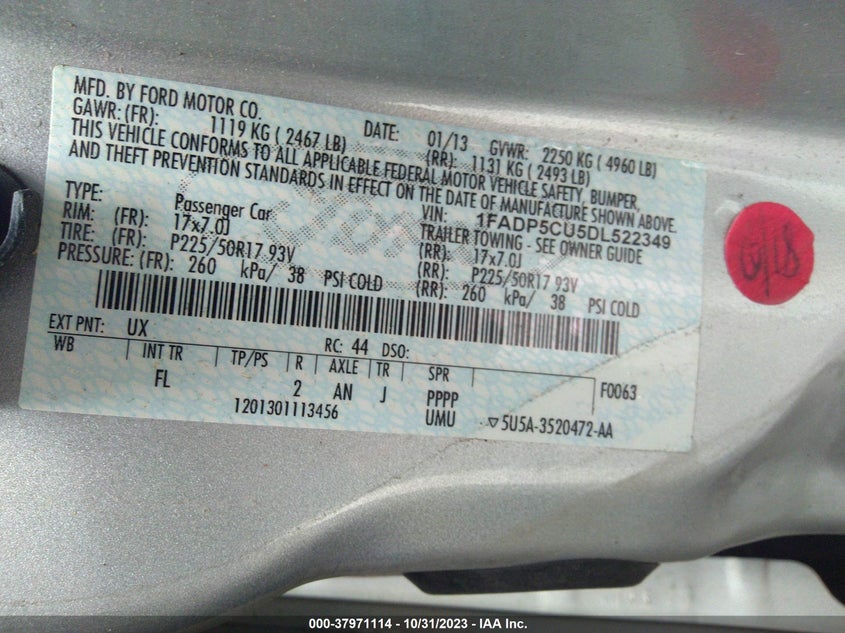 MFD. BY FORD MOTOR CO.
DATE: 01/13 GVWR: 2250 KG ( 4960 LB)
GAWR: (FR): 1119 KG ( 2467 LB) (RR): 1131 KG ( 2493 LB)
THIS VEHICLE CONFORMS TO ALL APPLICABLE FEDERAL MOTOR VEHICLE SAFETY, BUMPER,
AND THEFT PREVENTION STANDARDS IN EFFECT ON THE DATE OF MANUFACTURE SHOWN ABOVE.
VIN: 1FADP5CU5DL522349
TYPE: Passenger Car TRAILER TOWING - SEE OWNER GUIDE
RIM: (FR): 17x7.0J (RR): 17x7.0J
TIRE: (FR): P225/50R17 93V (RR): P225/50R17 93V
PRESSURE: (FR): 260 kPa/ 38 PSI COLD (RR): 260 kPa/ 38 PSI COLD
EXT PNT: UX RC: 44 DSO:
WB INT TR TP/PS R AXLE TR SPR
FL 2 AN J PPPP F0063
1201301113456 UMU ▽5U5A-3520472-AA
000-37971114 - 10/31/2023 - IAA Inc.